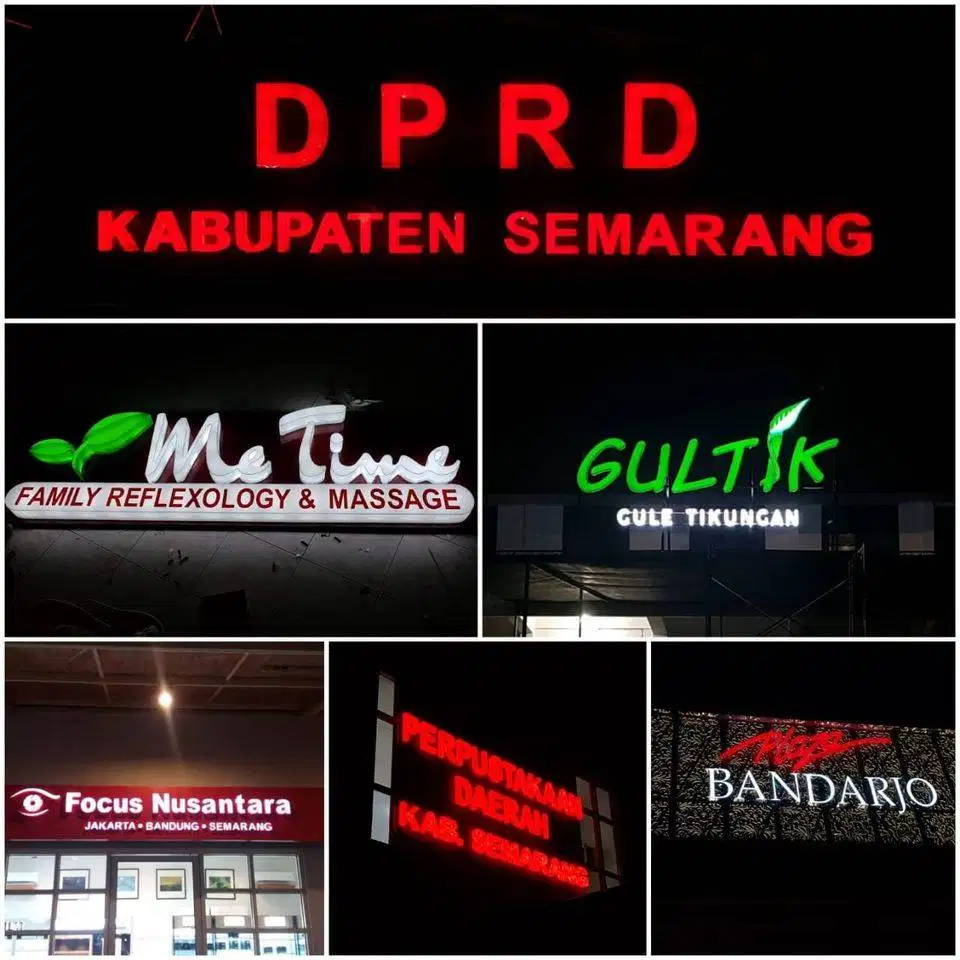 DPRD
KABUPATEN SEMARANG
Me Time
FAMILY REFLEXOLOGY & MASSAGE
GULTIK
GULE TIKUNGAN
Focus Nusantara
JAKARTA • BANDUNG • SEMARANG
PERPUSTAKAAN
DAERAH
KAB. SEMARANG
BANDARJO